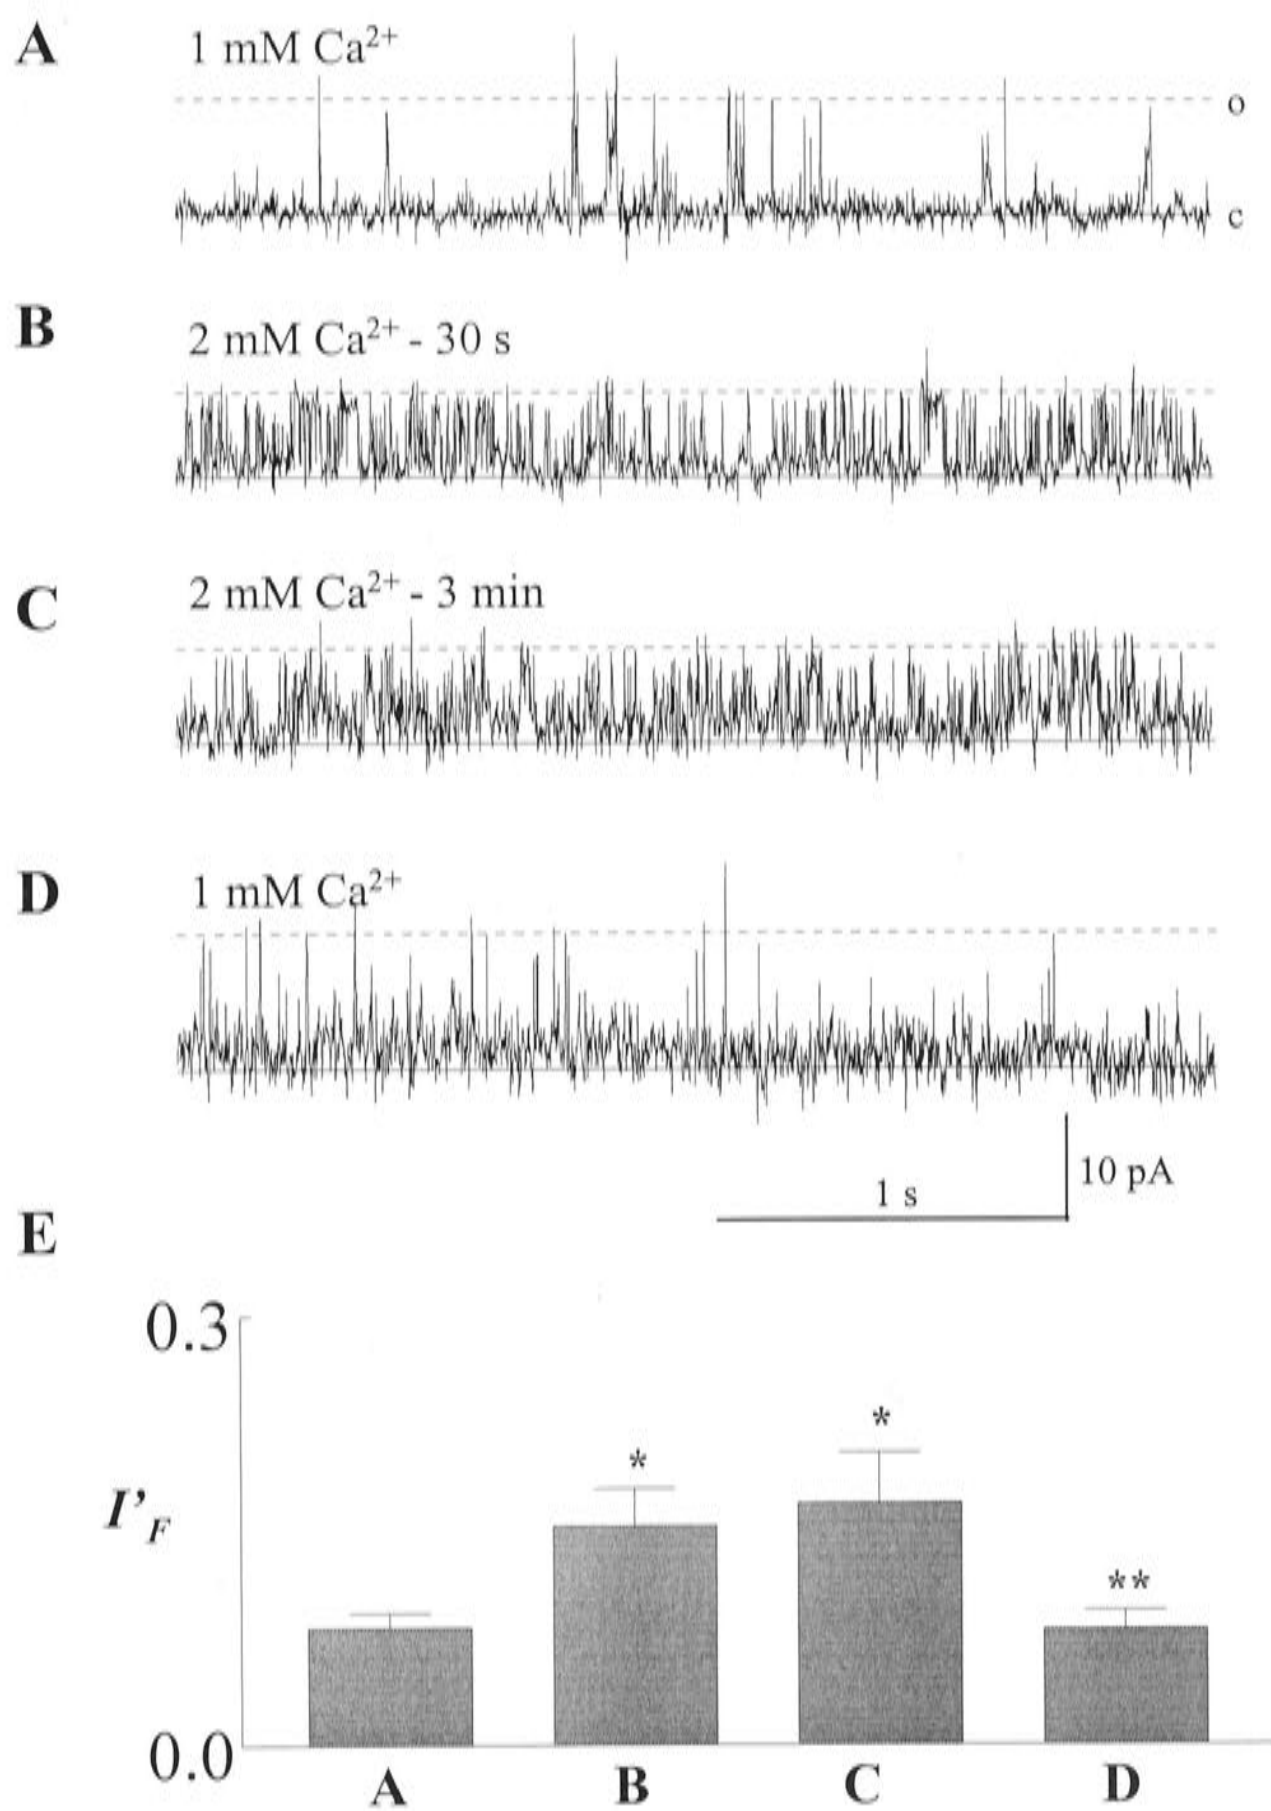 A
1 mM Ca²⁺
o
c
B
2 mM Ca²⁺ - 30 s
C
2 mM Ca²⁺ - 3 min
D
1 mM Ca²⁺
10 pA
1 s
E
0.3
*
*
I'F
**
0.0
A B C D